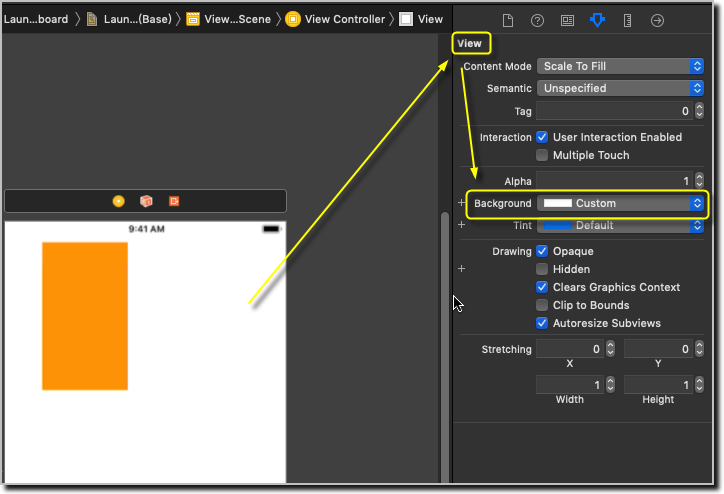 Laun...board > Laun...(Base) > View...Scene > View Controller > View
View
Content Mode Scale To Fill
Semantic Unspecified
Tag 0
Interaction User Interaction Enabled
Multiple Touch
Alpha 1
+ Background Custom
+ Tint Default
Drawing Opaque
+ Hidden
Clears Graphics Context
Clip to Bounds
Autoresize Subviews
Stretching 0 0
X Y
1 1
Width Height
9:41 AM